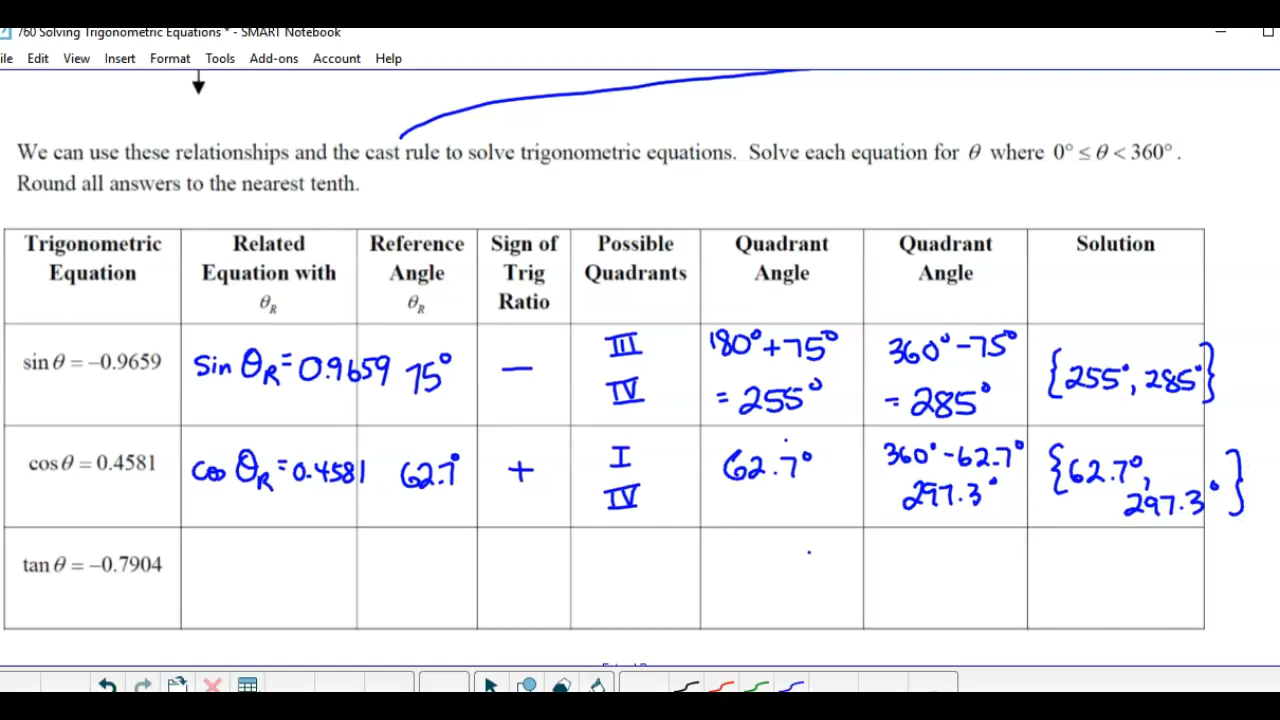 760 Solving Trigonometric Equations * - SMART Notebook
ile Edit View Insert Format Tools Add-ons Account Help
We can use these relationships and the cast rule to solve trigonometric equations. Solve each equation for θ where 0° ≤ θ < 360°.
Round all answers to the nearest tenth.
Trigonometric Equation
Related Equation with θR
Reference Angle θR
Sign of Trig Ratio
Possible Quadrants
Quadrant Angle
Quadrant Angle
Solution
sin θ = –0.9659
sin θR = 0.9659
75°
—
III
IV
180° + 75°
= 255°
360° – 75°
= 285°
{255°, 285°}
cos θ = 0.4581
cos θR = 0.4581
62.7°
+
I
IV
62.7°
360° – 62.7°
297.3°
{62.7°,
297.3°}
tan θ = –0.7904